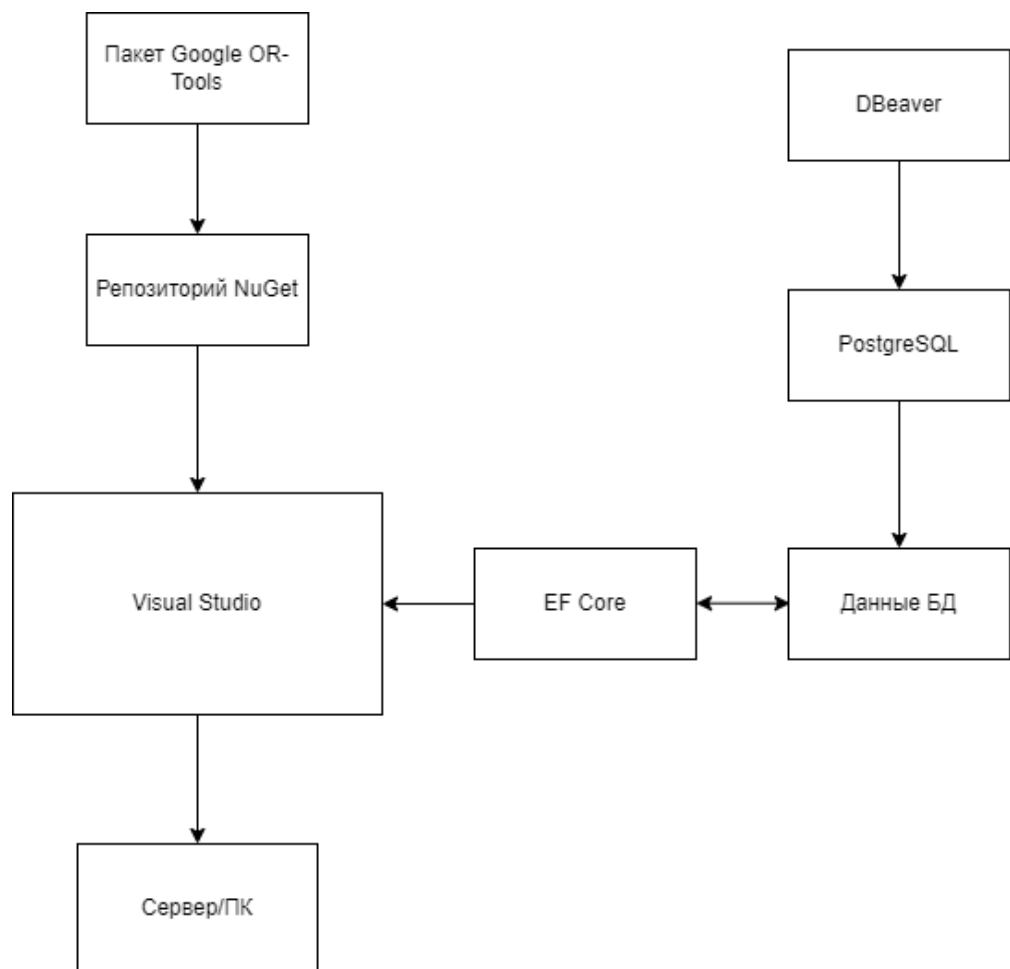 Пакет Google OR-
Tools
DBeaver
Репозиторий NuGet
PostgreSQL
Visual Studio
EF Core
Данные БД
Сервер/ПК